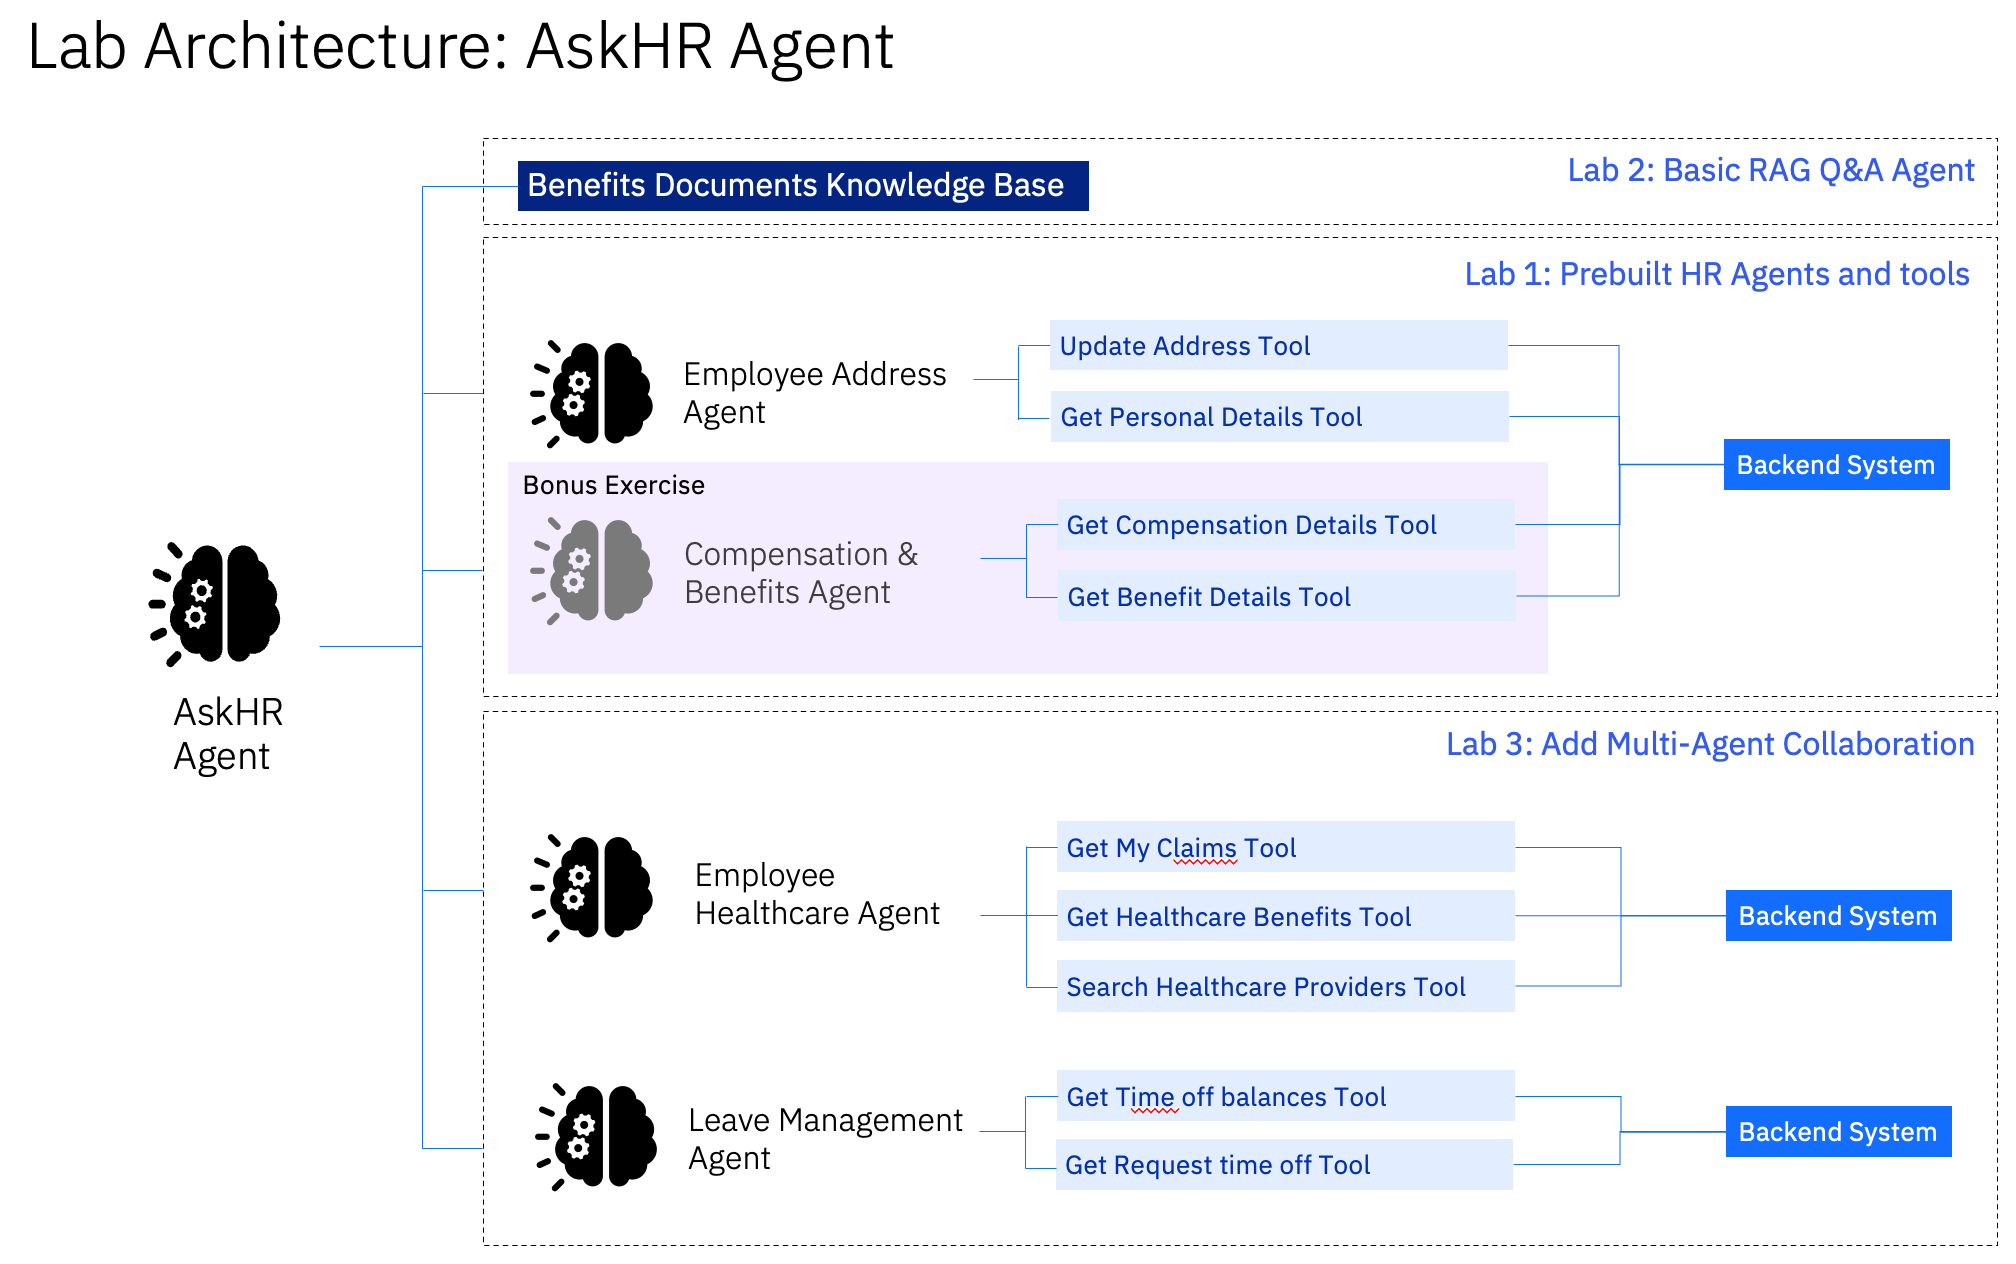 Lab Architecture: AskHR Agent
Benefits Documents Knowledge Base
Lab 2: Basic RAG Q&A Agent
Lab 1: Prebuilt HR Agents and tools
Employee Address
Agent
Update Address Tool
Get Personal Details Tool
Backend System
Bonus Exercise
Compensation &
Benefits Agent
Get Compensation Details Tool
Get Benefit Details Tool
AskHR
Agent
Lab 3: Add Multi-Agent Collaboration
Employee
Healthcare Agent
Get My Claims Tool
Get Healthcare Benefits Tool
Search Healthcare Providers Tool
Backend System
Leave Management
Agent
Get Time off balances Tool
Get Request time off Tool
Backend System